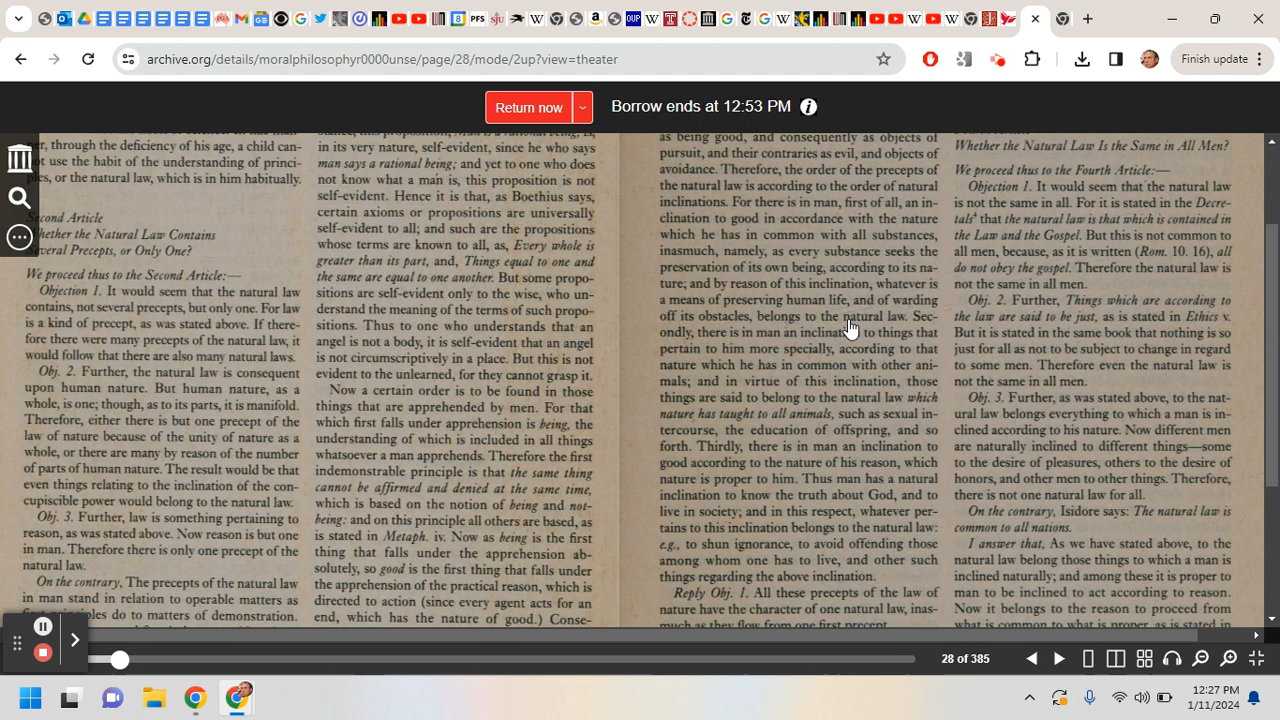 archive.org/details/miralphilosophyr0000unse/page/28/mode/2up?view=theater
Finish update
Return now
Borrow ends at 12:53 PM
ner, through the deficiency of his age, a child can-
not use the habit of the understanding of princi-
ples, or the natural law, which is in him habitually.
Second Article
Whether the Natural Law Contains
Several Precepts, or Only One?
We proceed thus to the Second Article:—
Objection 1. It would seem that the natural law
contains, not several precepts, but only one. For law
is a kind of precept, as was stated above. If there-
fore there were many precepts of the natural law, it
would follow that there are also many natural laws.
Obj. 2. Further, the natural law is consequent
upon human nature. But human nature, as a
whole, is one; though, as to its parts, it is manifold.
Therefore, either there is but one precept of the
law of nature because of the unity of nature as a
whole, or there are many by reason of the number
of parts of human nature. The result would be that
even things relating to the inclination of the con-
cupiscible power would belong to the natural law.
Obj. 3. Further, law is something pertaining to
reason, as was stated above. Now reason is but one
in man. Therefore there is only one precept of the
natural law.
On the contrary, The precepts of the natural law
in man stand in relation to operable matters as
first principles do to matters of demonstration.
stance, this proposition, Man is a rational being, is,
in its very nature, self-evident, since he who says
man says a rational being; and yet to one who does
not know what a man is, this proposition is not
self-evident. Hence it is that, as Boethius says,
certain axioms or propositions are universally
self-evident to all; and such are the propositions
whose terms are known to all, as, Every whole is
greater than its part, and, Things equal to one and
the same are equal to one another. But some propo-
sitions are self-evident only to the wise, who un-
derstand the meaning of the terms of such propo-
sitions. Thus to one who understands that an
angel is not a body, it is self-evident that an angel
is not circumscriptively in a place. But this is not
evident to the unlearned, for they cannot grasp it.
Now a certain order is to be found in those
things that are apprehended by men. For that
which first falls under apprehension is being, the
understanding of which is included in all things
whatsoever a man apprehends. Therefore the first
indemonstrable principle is that the same thing
cannot be affirmed and denied at the same time,
which is based on the notion of being and not-
being: and on this principle all others are based, as
is stated in Metaph. iv. Now as being is the first
thing that falls under the apprehension ab-
solutely, so good is the first thing that falls under
the apprehension of the practical reason, which is
directed to action (since every agent acts for an
end, which has the nature of good.) Conse-
as being good, and consequently as objects of
pursuit, and their contraries as evil, and objects of
avoidance. Therefore, the order of the precepts of
the natural law is according to the order of natural
inclinations. For there is in man, first of all, an in-
clination to good in accordance with the nature
which he has in common with all substances,
inasmuch, namely, as every substance seeks the
preservation of its own being, according to its na-
ture; and by reason of this inclination, whatever is
a means of preserving human life, and of warding
off its obstacles, belongs to the natural law. Sec-
ondly, there is in man an inclination to things that
pertain to him more specially, according to that
nature which he has in common with other ani-
mals; and in virtue of this inclination, those
things are said to belong to the natural law which
nature has taught to all animals, such as sexual in-
tercourse, the education of offspring, and so
forth. Thirdly, there is in man an inclination to
good according to the nature of his reason, which
nature is proper to him. Thus man has a natural
inclination to know the truth about God, and to
live in society; and in this respect, whatever per-
tains to this inclination belongs to the natural law:
e.g., to shun ignorance, to avoid offending those
among whom one has to live, and other such
things regarding the above inclination.
Reply Obj. 1. All these precepts of the law of
nature have the character of one natural law, inas-
much as they flow from one first precept.
Whether the Natural Law Is the Same in All Men?
We proceed thus to the Fourth Article:—
Objection 1. It would seem that the natural law
is not the same in all. For it is stated in the Decre-
tals⁴ that the natural law is that which is contained in
the Law and the Gospel. But this is not common to
all men, because, as it is written (Rom. 10. 16), all
do not obey the gospel. Therefore the natural law is
not the same in all men.
Obj. 2. Further, Things which are according to
the law are said to be just, as is stated in Ethics v.
But it is stated in the same book that nothing is so
just for all as not to be subject to change in regard
to some men. Therefore even the natural law is
not the same in all men.
Obj. 3. Further, as was stated above, to the nat-
ural law belongs everything to which a man is in-
clined according to his nature. Now different men
are naturally inclined to different things—some
to the desire of pleasures, others to the desire of
honors, and other men to other things. Therefore,
there is not one natural law for all.
On the contrary, Isidore says: The natural law is
common to all nations.
I answer that, As we have stated above, to the
natural law belong those things to which a man is
inclined naturally; and among these it is proper to
man to be inclined to act according to reason.
Now it belongs to the reason to proceed from
what is common to what is proper, as is stated in
28 of 385
12:27 PM
1/11/2024